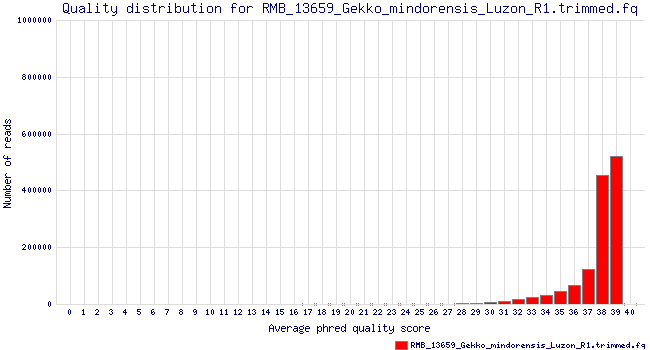 Quality distribution for RMB_13659_Gekko_mindorensis_Luzon_R1.trimmed.fq
1000000
800000
600000
400000
200000
0
Number of reads
0 1 2 3 4 5 6 7 8 9 10 11 12 13 14 15 16 17 18 19 20 21 22 23 24 25 26 27 28 29 30 31 32 33 34 35 36 37 38 39 40
Average phred quality score
RMB_13659_Gekko_mindorensis_Luzon_R1.trimmed.fq